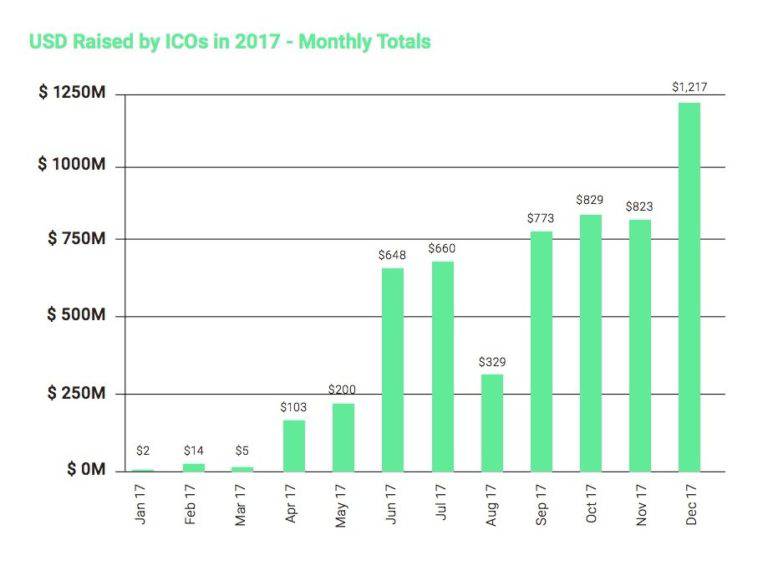 USD Raised by ICOs in 2017 - Monthly Totals
$ 1250M
$ 1000M
$ 750M
$ 500M
$ 250M
$ 0M
$2
$14
$5
$103
$200
$648
$660
$329
$773
$829
$823
$1,217
Jan 17
Feb 17
Mar 17
Apr 17
May 17
Jun 17
Jul 17
Aug 17
Sep 17
Oct 17
Nov 17
Dec 17